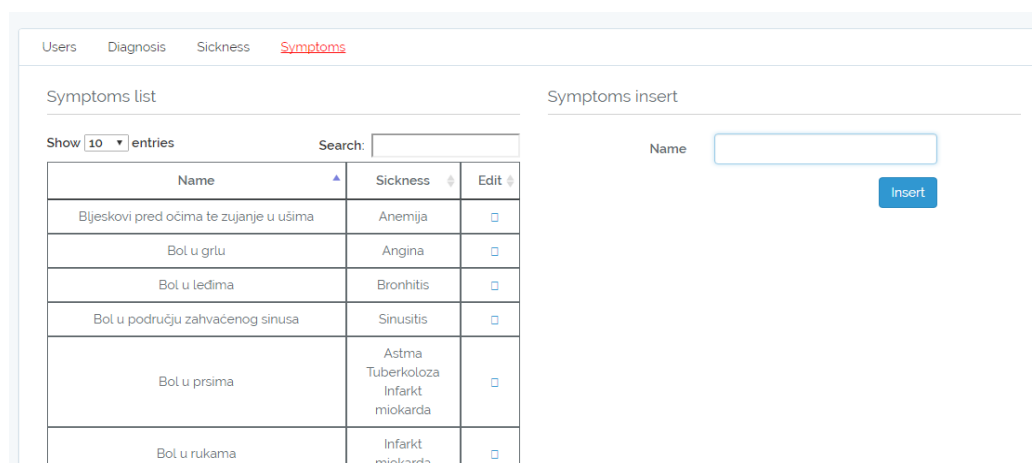 Users Diagnosis Sickness Symptoms
Symptoms list
Symptoms insert
Show 10 entries Search:
Name
Insert
Name Sickness Edit
Bljeskovi pred očima te zujanje u ušima Anemija
Bol u grlu Angina
Bol u leđima Bronhitis
Bol u području zahvaćenog sinusa Sinusitis
Bol u prsima
Astma
Tuberkoloza
Infarkt
miokarda
Bol u rukama
Infarkt
miokarda